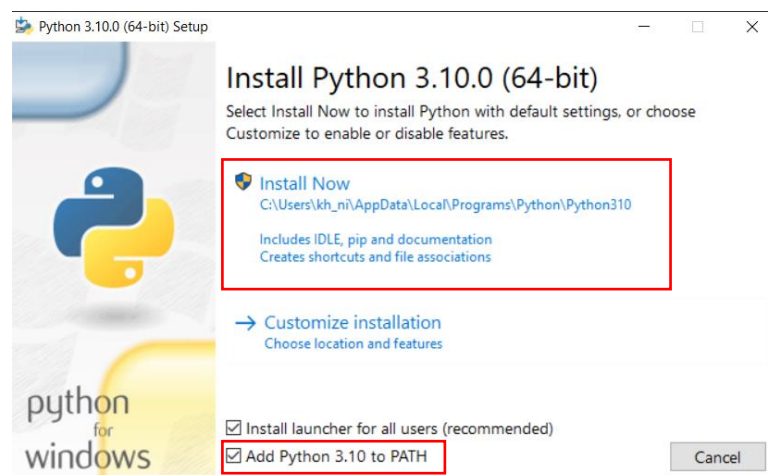 Python 3.10.0 (64-bit) Setup
Install Python 3.10.0 (64-bit)
Select Install Now to install Python with default settings, or choose
Customize to enable or disable features.
Install Now
C:\Users\kh_ni\AppData\Local\Programs\Python\Python310
Includes IDLE, pip and documentation
Creates shortcuts and file associations
→ Customize installation
Choose location and features
python
for
windows
Install launcher for all users (recommended)
Add Python 3.10 to PATH
Cancel